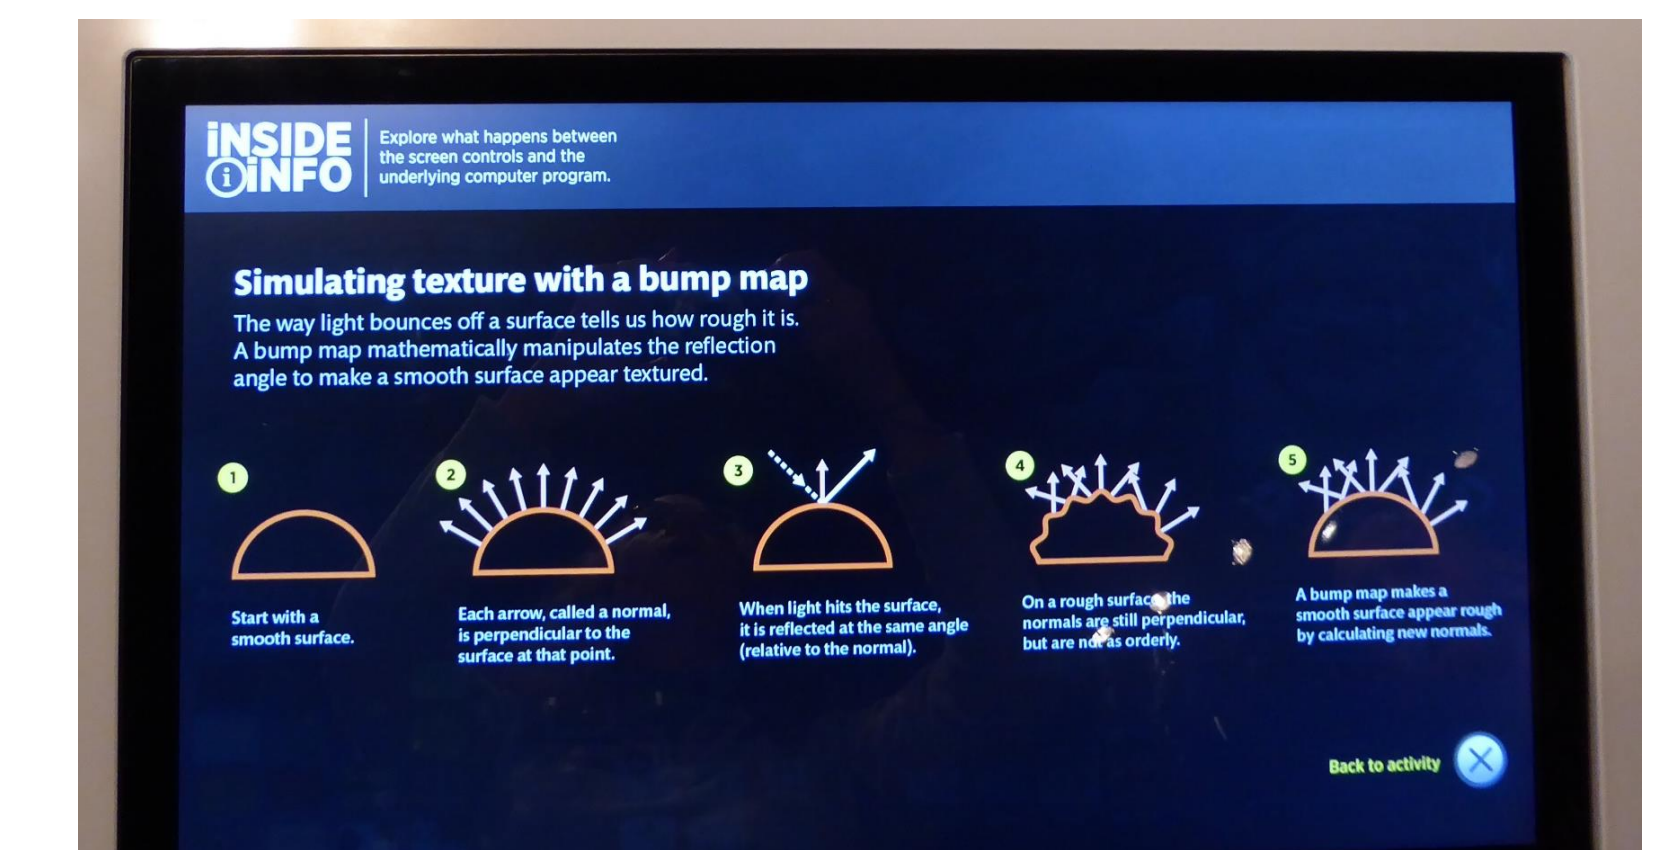 iNSIDE
iNFO
Explore what happens between
the screen controls and the
underlying computer program.
Simulating texture with a bump map
The way light bounces off a surface tells us how rough it is.
A bump map mathematically manipulates the reflection
angle to make a smooth surface appear textured.
1
Start with a
smooth surface.
2
Each arrow, called a normal,
is perpendicular to the
surface at that point.
3
When light hits the surface,
it is reflected at the same angle
(relative to the normal).
4
On a rough surface, the
normals are still perpendicular,
but are not as orderly.
5
A bump map makes a
smooth surface appear rough
by calculating new normals.
Back to activity